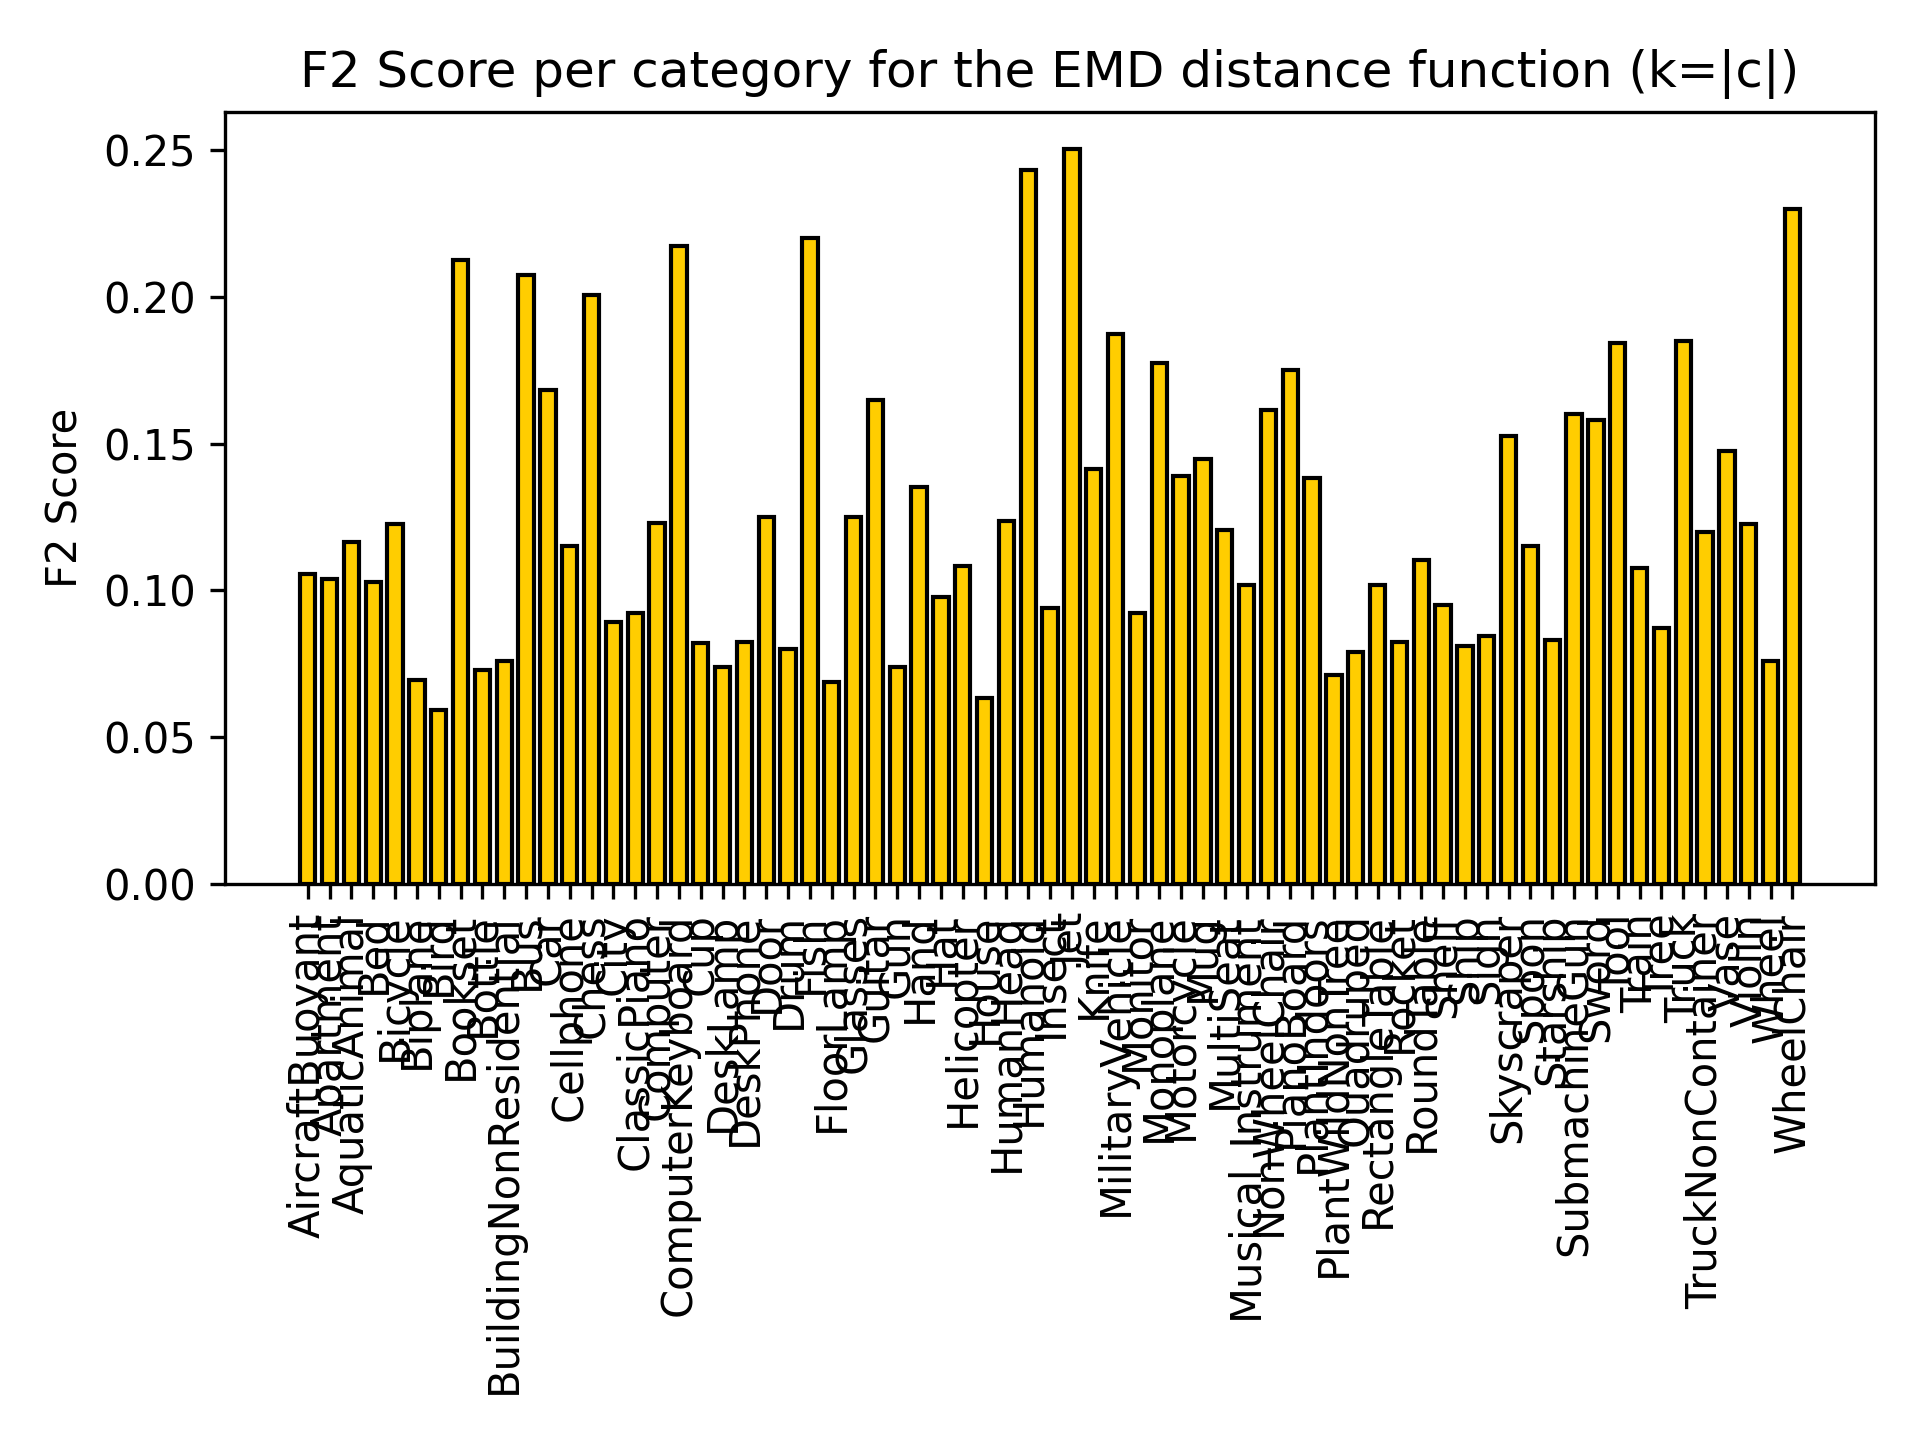 F2 Score per category for the EMD distance function (k=|c|)
F2 Score
0.25
0.20
0.15
0.10
0.05
0.00
AircraftBuoyant
Apartment
AquaticAnimal
Bed
Bicycle
Biplane
Bird
Bookset
Bottle
BuildingNonResidential
Bus
Car
Cellphone
Chess
City
ClassicPiano
Computer
ComputerKeyboard
Cup
DeskLamp
DeskPhone
Door
Drum
Fish
FloorLamp
Glasses
Guitar
Gun
Hand
Hat
Helicopter
House
HumanHead
Humanoid
Insect
Jet
Knife
MilitaryVehicle
Monitor
Monoplane
Motorcycle
Mug
MultiSeat
Musical_Instrument
NonWheelChair
PianoBoard
PlantIndoors
PlantWildNonTree
Quadruped
RectangleTable
Rocket
RoundTable
Shelf
Ship
Sign
Skyscraper
Spoon
Starship
SubmachineGun
Sword
Tool
Train
Tree
Truck
TruckNonContainer
Vase
Violin
Wheel
WheelChair